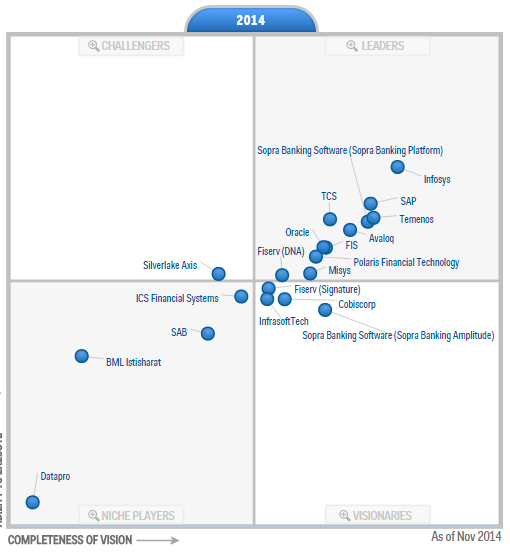 2014
CHALLENGERS
LEADERS
Sopra Banking Software (Sopra Banking Platform)
Infosys
TCS
SAP
Temenos
Oracle
Avaloq
FIS
Fiserv (DNA)
Polaris Financial Technology
Silverlake Axis
Misys
Fiserv (Signature)
ICS Financial Systems
Cobiscorp
InfrasoftTech
SAB
Sopra Banking Software (Sopra Banking Amplitude)
BML Istisharat
Datapro
NICHE PLAYERS
VISIONARIES
COMPLETENESS OF VISION
As of Nov 2014